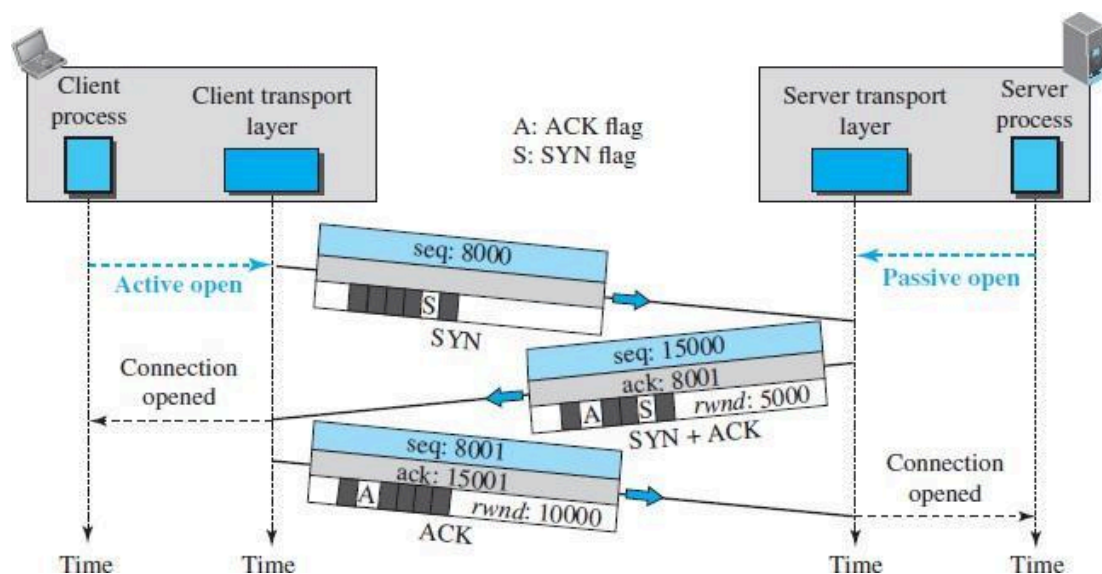 Client
process
Client transport
layer
A: ACK flag
S: SYN flag
Server transport
layer
Server
process
seq: 8000
S
SYN
Active open
Passive open
seq: 15000
ack: 8001
A S rwnd: 5000
SYN + ACK
Connection
opened
seq: 8001
ack: 15001
A rwnd: 10000
ACK
Connection
opened
Time
Time
Time
Time